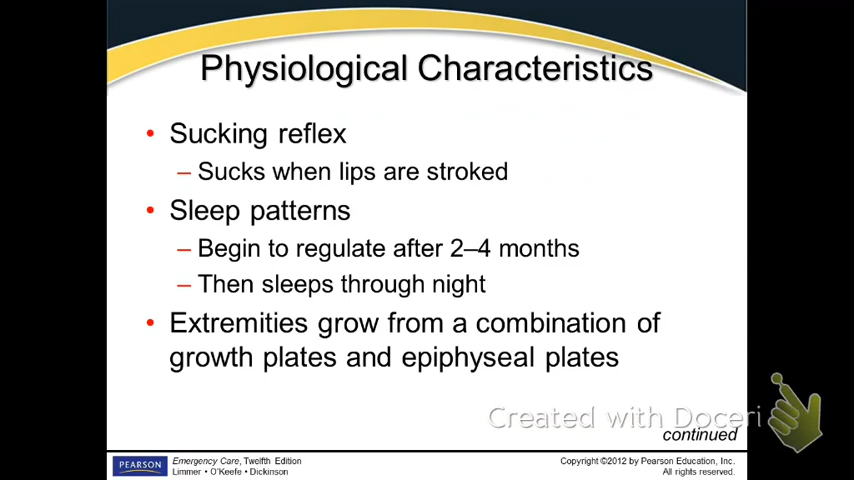 Physiological Characteristics
• Sucking reflex
– Sucks when lips are stroked
• Sleep patterns
– Begin to regulate after 2–4 months
– Then sleeps through night
• Extremities grow from a combination of
growth plates and epiphyseal plates
Created with Doceri
continued
PEARSON
Emergency Care, Twelfth Edition
Limmer • O'Keefe • Dickinson
Copyright ©2012 by Pearson Education, Inc.
All rights reserved.